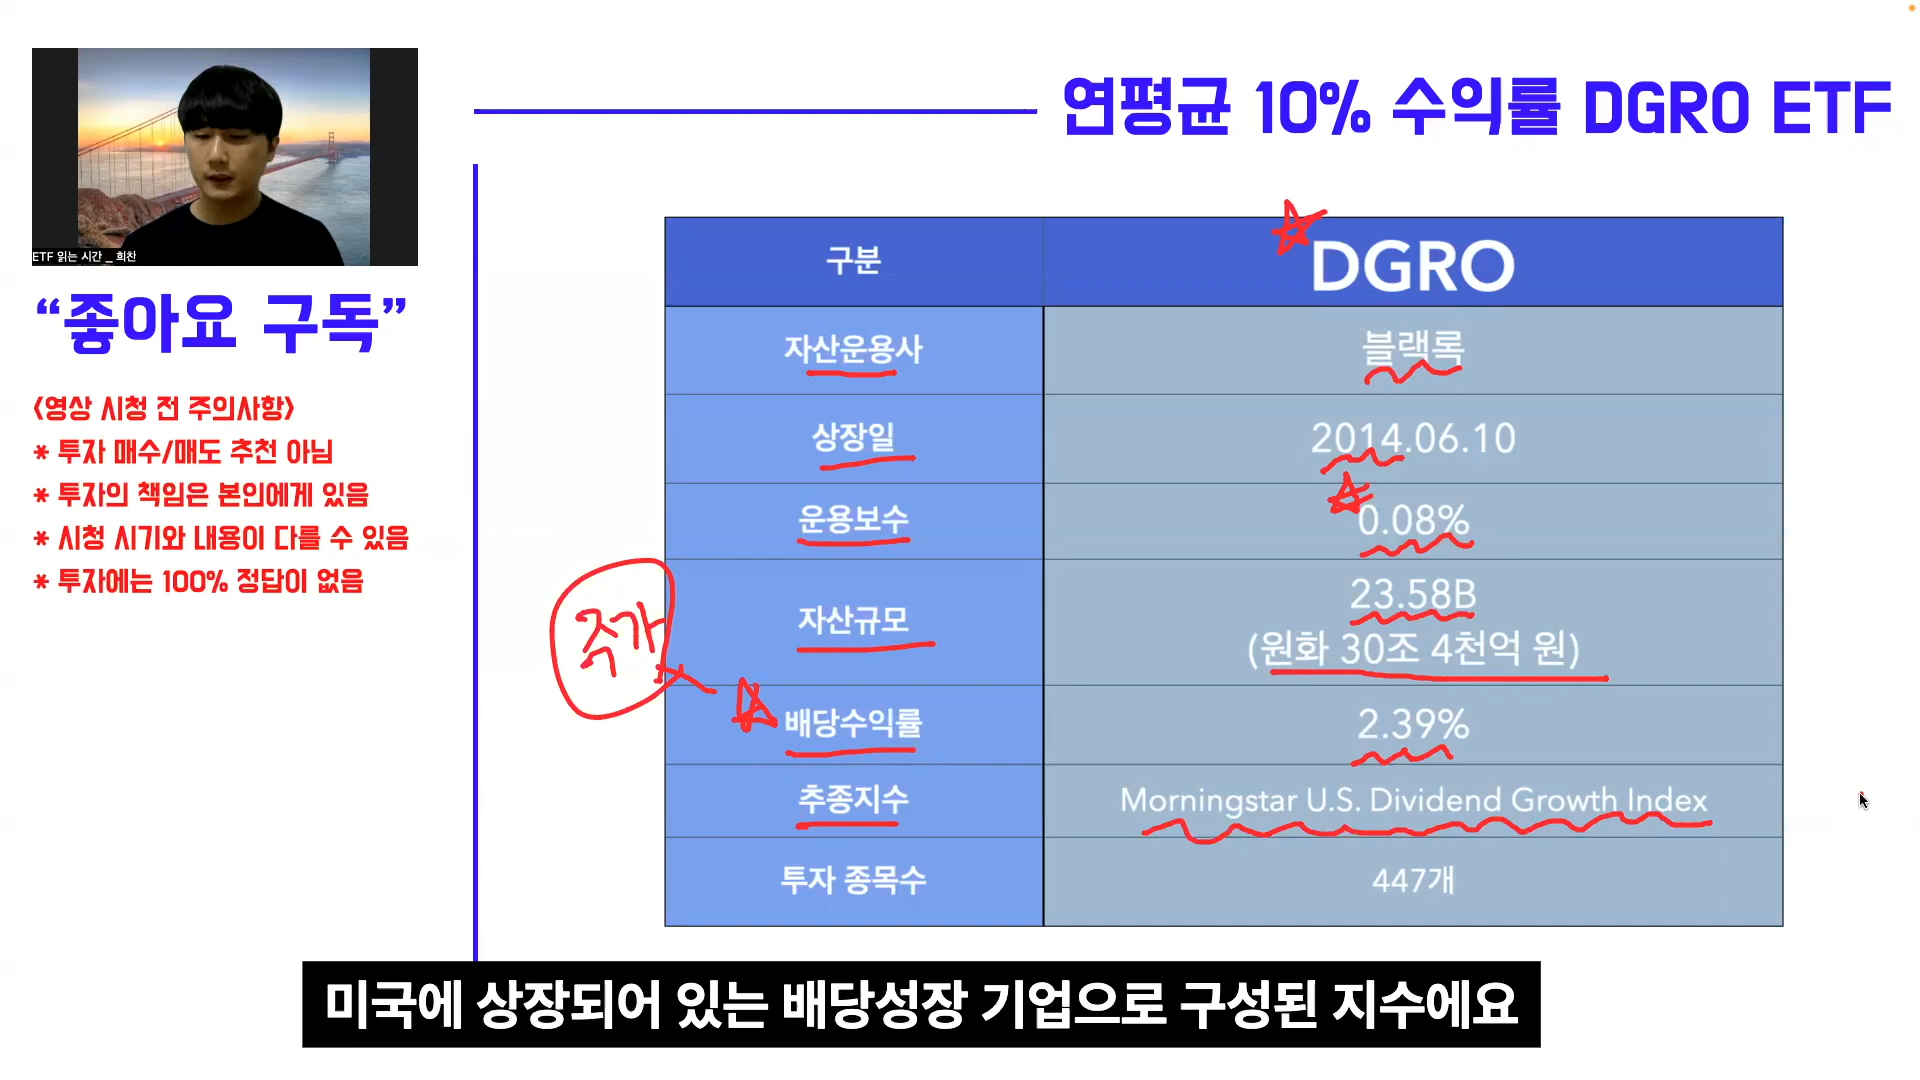 연평균 10% 수익률 DGRO ETF
ETF 읽는 시간 _ 희찬
“좋아요 구독”
<영상 시청 전 주의사항>
* 투자 매수/매도 추천 아님
* 투자의 책임은 본인에게 있음
* 시청 시기와 내용이 다를 수 있음
* 투자에는 100% 정답이 없음
구분 DGRO
자산운용사 블랙록
상장일 2014.06.10
운용보수 0.08%
자산규모 23.58B
(원화 30조 4천억 원)
주가
배당수익률 2.39%
추종지수 Morningstar U.S. Dividend Growth Index
투자 종목수 447개
미국에 상장되어 있는 배당성장 기업으로 구성된 지수에요